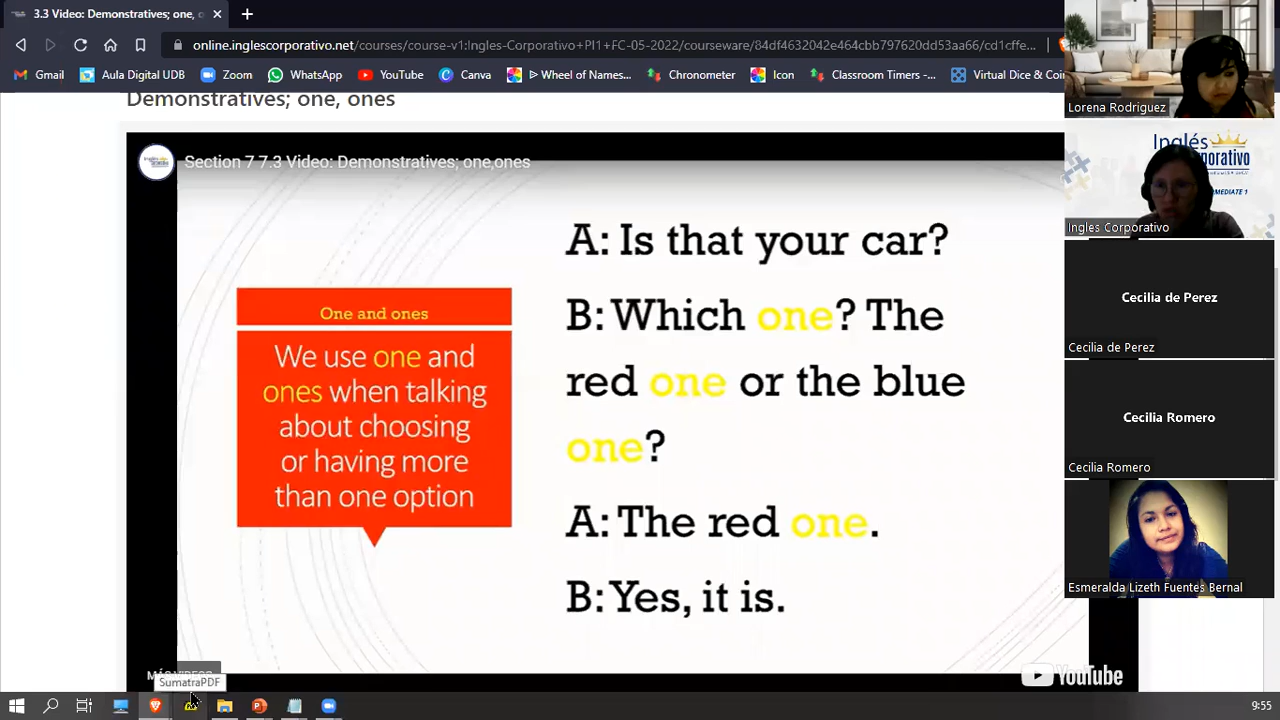 3.3 Video: Demonstratives; one, o
online.inglescorporativo.net/courses/course-v1:Ingles-Corporativo+PI1+FC-05-2022/courseware/84df4632042e464cbb797620dd53aa66/cd1cffe...
Gmail Aula Digital UDB Zoom WhatsApp YouTube Canva ᐅ Wheel of Names... Chronometer Icon Classroom Timers -... Virtual Dice & Coi
Demonstratives; one, ones
Section 7 7.3 Video: Demonstratives; one,ones
One and ones
We use one and
ones when talking
about choosing
or having more
than one option
A: Is that your car?
B: Which one? The
red one or the blue
one?
A: The red one.
B: Yes, it is.
SumatraPDF
YouTube
9:55
Lorena Rodriguez
Inglés
INTERMEDIATE 1
Ingles Corporativo
Cecilia de Perez
Cecilia de Perez
Cecilia Romero
Cecilia Romero
Esmeralda Lizeth Fuentes Bernal